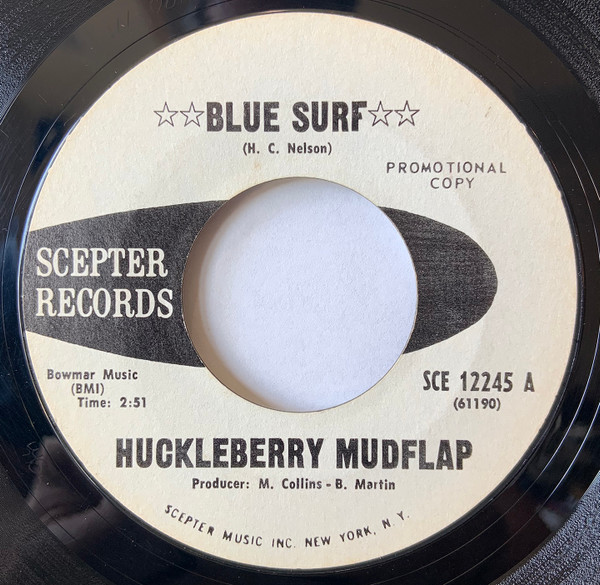 ☆☆BLUE SURF☆☆
(H. C. Nelson)
PROMOTIONAL
COPY
SCEPTER
RECORDS
Bowmar Music
(BMI)
Time: 2:51
SCE 12245 A
(61190)
HUCKLEBERRY MUDFLAP
Producer: M. Collins - B. Martin
SCEPTER MUSIC INC. NEW YORK, N. Y.